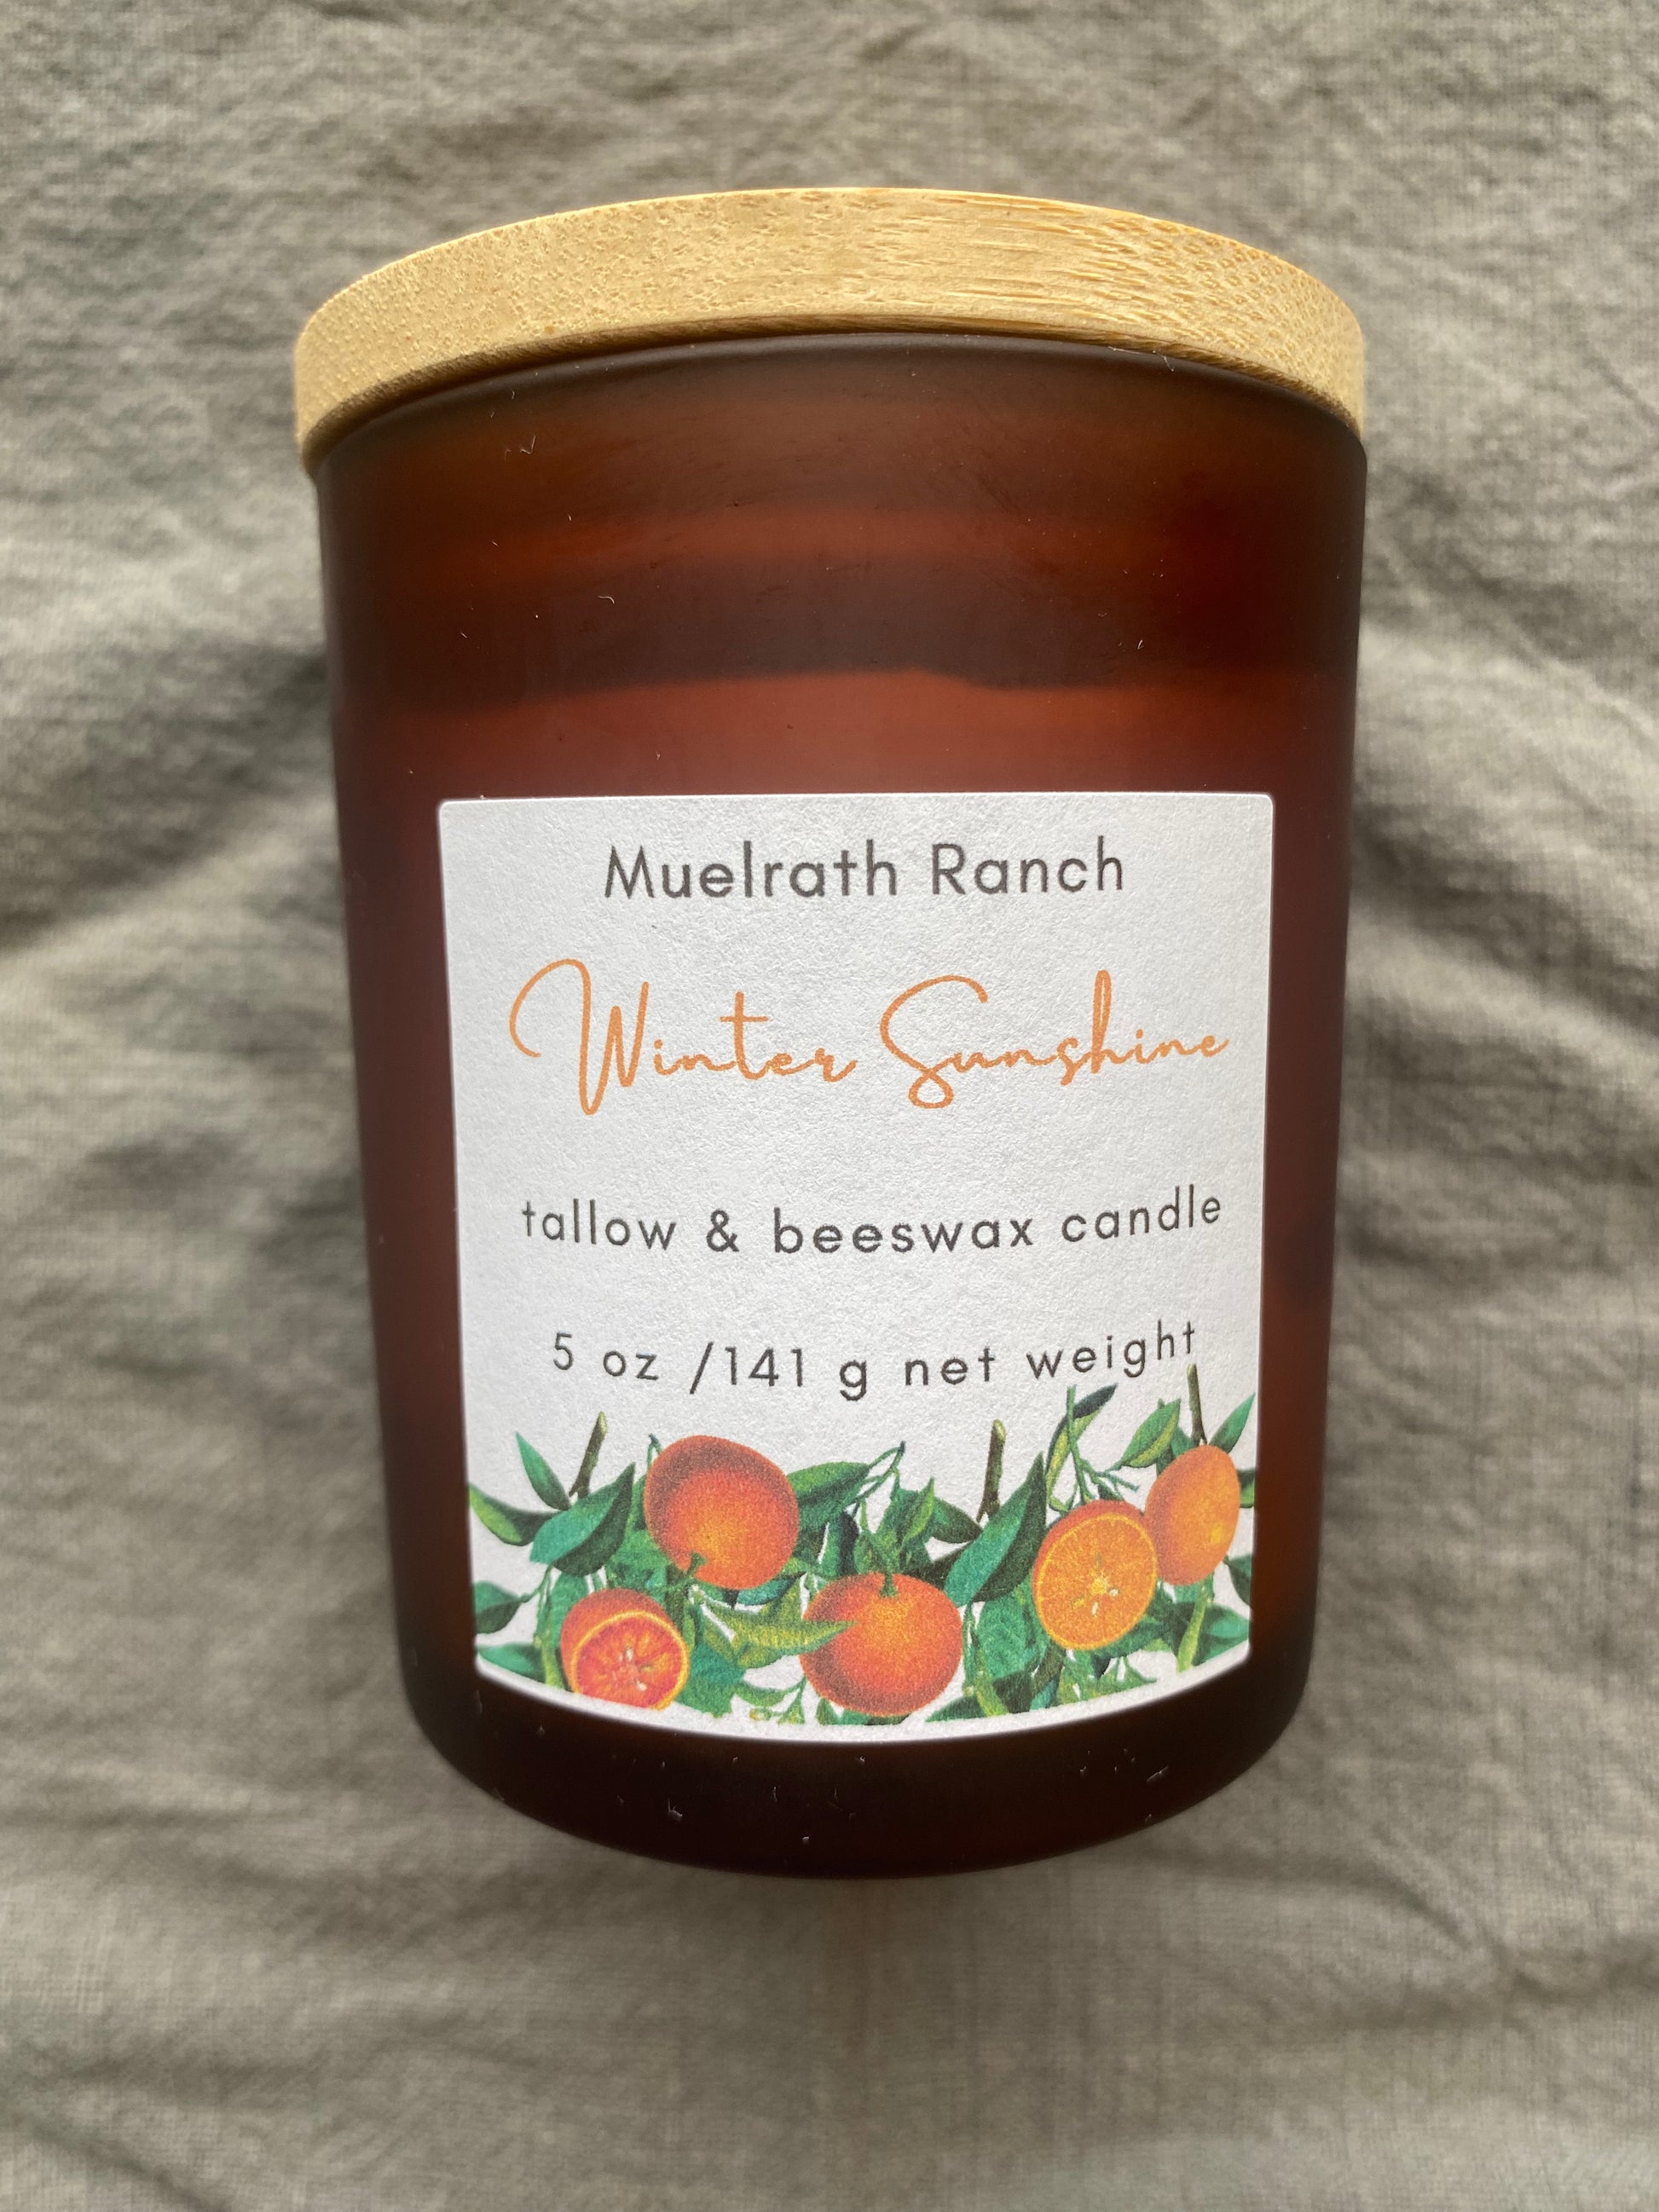 Muelrath Ranch
Winter Sunshine
tallow & beeswax candle
5 oz /141 g net weight